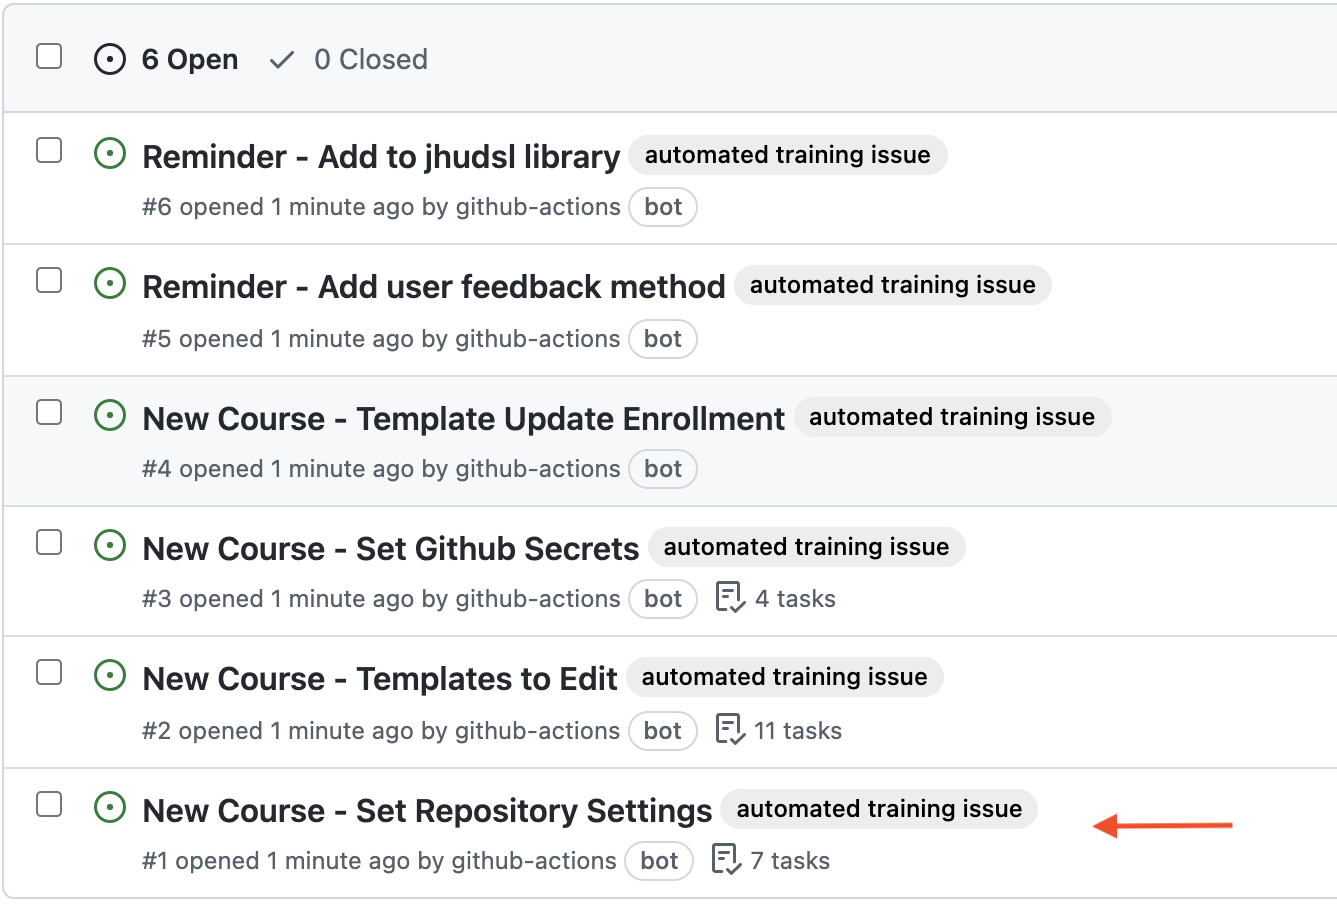 6 Open 0 Closed
Reminder - Add to jhudsl library automated training issue
#6 opened 1 minute ago by github-actions bot
Reminder - Add user feedback method automated training issue
#5 opened 1 minute ago by github-actions bot
New Course - Template Update Enrollment automated training issue
#4 opened 1 minute ago by github-actions bot
New Course - Set Github Secrets automated training issue
#3 opened 1 minute ago by github-actions bot 4 tasks
New Course - Templates to Edit automated training issue
#2 opened 1 minute ago by github-actions bot 11 tasks
New Course - Set Repository Settings automated training issue
#1 opened 1 minute ago by github-actions bot 7 tasks